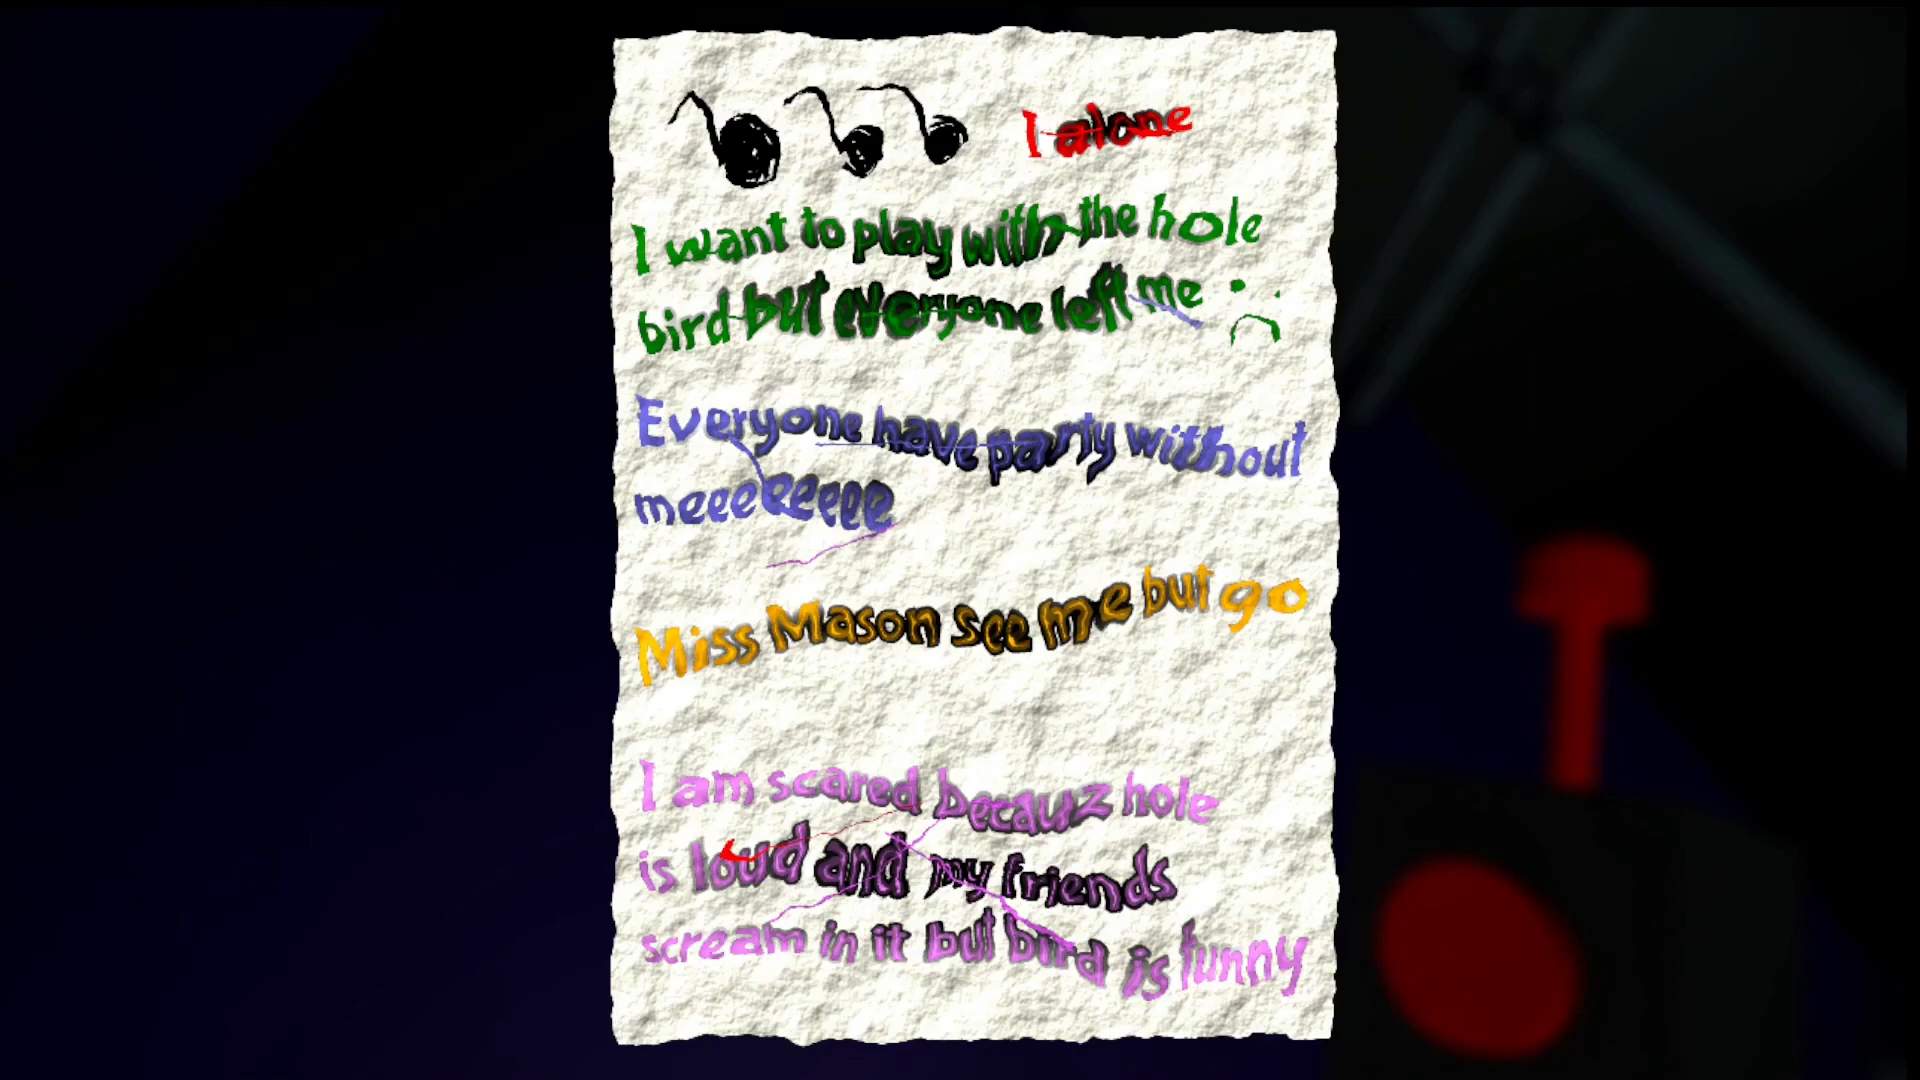 I alone
I want to play with the hole
bird but everyone left me :(
Everyone have party without
meeeeeeee
Miss Mason see me but go
I am scared becauz hole
is loud and my friends
scream in it but bird is funny